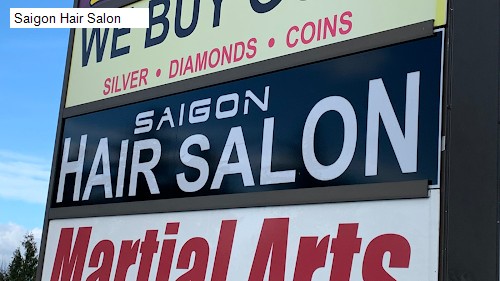 Saigon Hair Salon
WE BUY
SILVER • DIAMONDS • COINS
SAIGON
HAIR SALON
Martial Arts